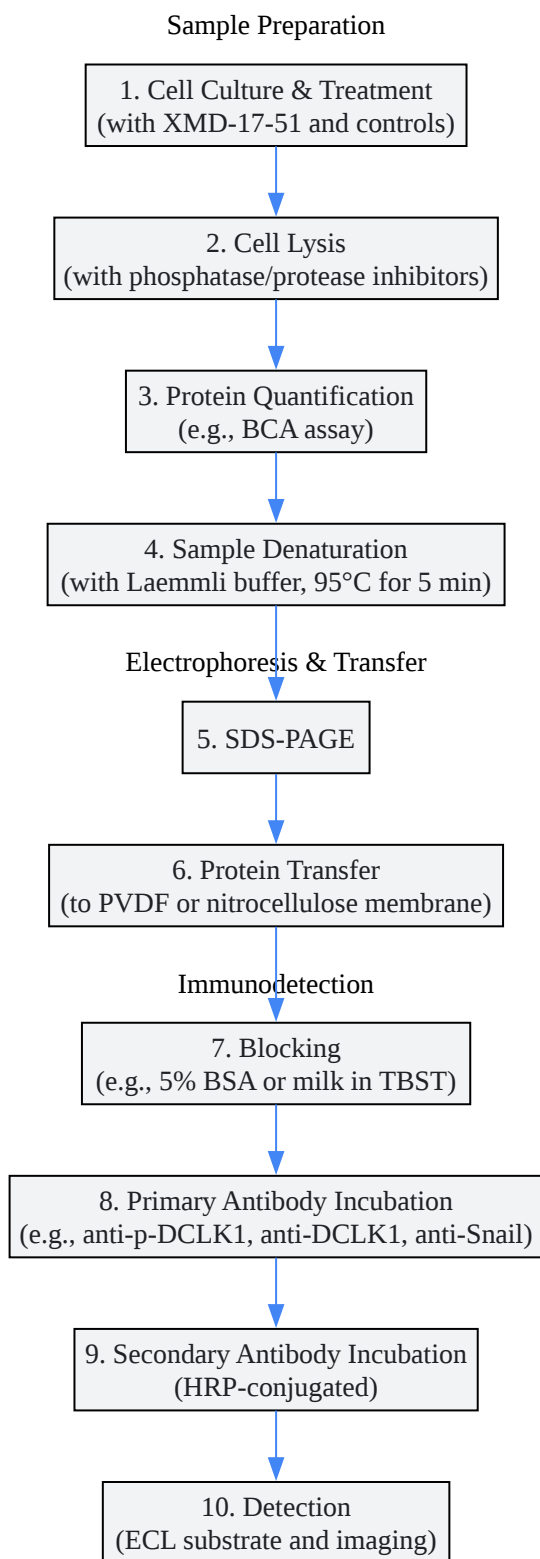 Sample Preparation
1. Cell Culture & Treatment
(with XMD-17-51 and controls)
2. Cell Lysis
(with phosphatase/protease inhibitors)
3. Protein Quantification
(e.g., BCA assay)
4. Sample Denaturation
(with Laemmli buffer, 95°C for 5 min)
Electrophoresis & Transfer
5. SDS-PAGE
6. Protein Transfer
(to PVDF or nitrocellulose membrane)
Immunodetection
7. Blocking
(e.g., 5% BSA or milk in TBST)
8. Primary Antibody Incubation
(e.g., anti-p-DCLK1, anti-DCLK1, anti-Snail)
9. Secondary Antibody Incubation
(HRP-conjugated)
10. Detection
(ECL substrate and imaging)